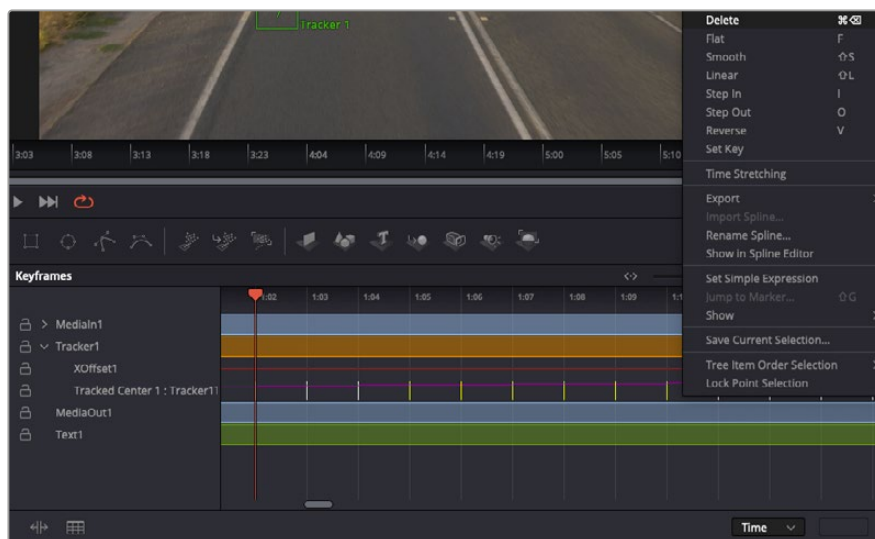 Tracker 1
Delete ⌘⌫
Flat F
Smooth ⇧S
Linear ⇧L
Step In I
Step Out O
Reverse V
Set Key
Time Stretching
Export
Import Spline...
Rename Spline...
Show in Spline Editor
Set Simple Expression
Jump to Marker... ⇧G
Show
Save Current Selection...
Tree Item Order Selection
Lock Point Selection
3:03 3:08 3:13 3:18 3:23 4:04 4:09 4:14 4:19 5:00 5:05 5:10
Keyframes
1:02 1:03 1:04 1:05 1:06 1:07 1:08 1:09
MediaIn1
Tracker1
XOffset1
Tracked Center 1 : Tracker1
MediaOut1
Text1
Time